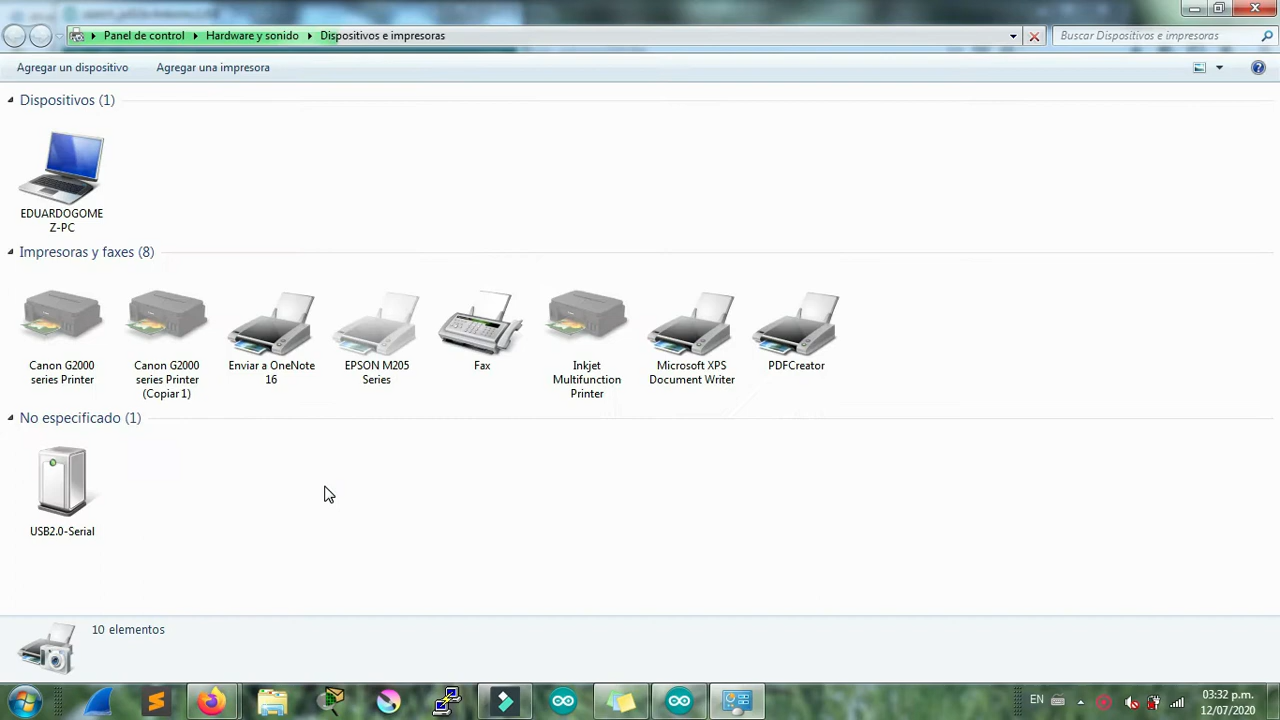 Panel de control
Hardware y sonido
Dispositivos e impresoras
Buscar Dispositivos e impresoras
Agregar un dispositivo
Agregar una impresora
Dispositivos (1)
EDUARDOGOME
Z-PC
Impresoras y faxes (8)
Canon G2000
series Printer
Canon G2000
series Printer
(Copiar 1)
Enviar a OneNote
16
EPSON M205
Series
Fax
Inkjet
Multifunction
Printer
Microsoft XPS
Document Writer
PDFCreator
No especificado (1)
USB2.0-Serial
10 elementos
EN
03:32 p.m.
12/07/2020